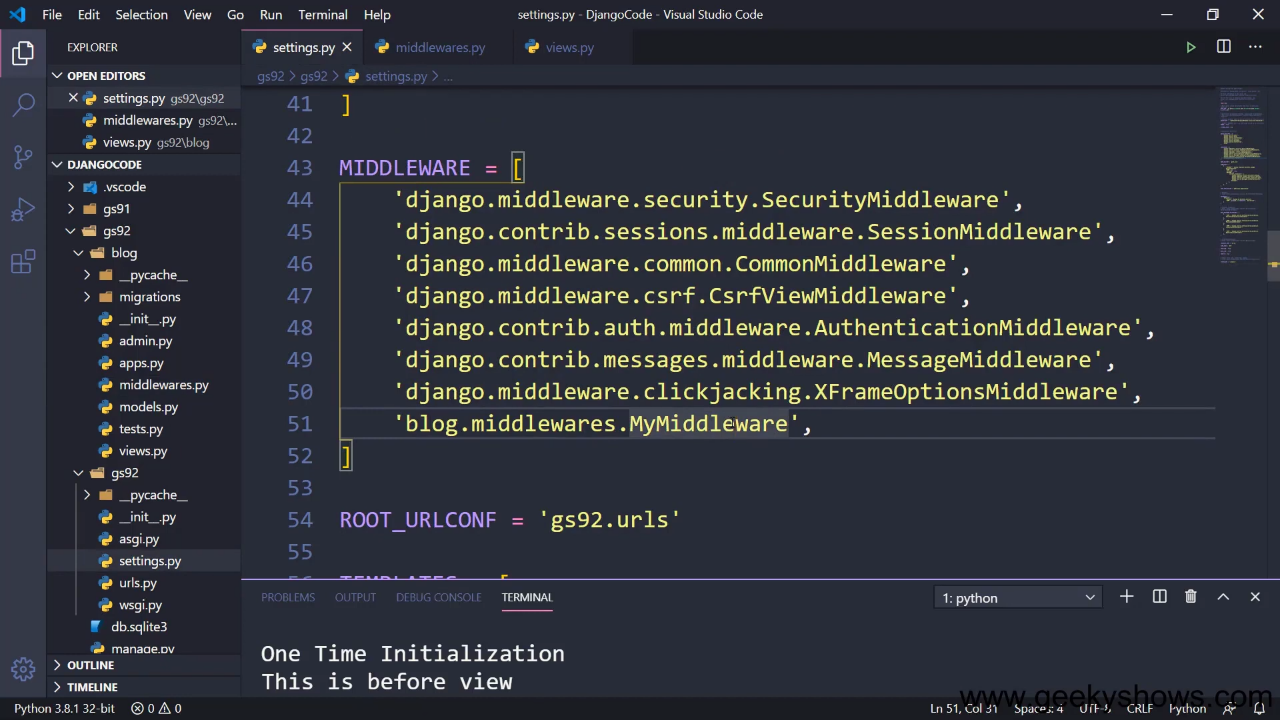 File Edit Selection View Go Run Terminal Help settings.py - DjangoCode - Visual Studio Code
EXPLORER
settings.py middlewares.py views.py
OPEN EDITORS
settings.py gs92\gs92
middlewares.py gs92\...
views.py gs92\blog
DJANGOCODE
.vscode
gs91
gs92
blog
__pycache__
migrations
__init__.py
admin.py
apps.py
middlewares.py
models.py
tests.py
views.py
gs92
__pycache__
__init__.py
asgi.py
settings.py
urls.py
wsgi.py
db.sqlite3
manage.py
OUTLINE
TIMELINE
gs92 > gs92 > settings.py > ...
41 ]
42
43 MIDDLEWARE = [
44 'django.middleware.security.SecurityMiddleware',
45 'django.contrib.sessions.middleware.SessionMiddleware',
46 'django.middleware.common.CommonMiddleware',
47 'django.middleware.csrf.CsrfViewMiddleware',
48 'django.contrib.auth.middleware.AuthenticationMiddleware',
49 'django.contrib.messages.middleware.MessageMiddleware',
50 'django.middleware.clickjacking.XFrameOptionsMiddleware',
51 'blog.middlewares.MyMiddleware',
52 ]
53
54 ROOT_URLCONF = 'gs92.urls'
55
56 TEMPLATES = [
PROBLEMS OUTPUT DEBUG CONSOLE TERMINAL 1: python
One Time Initialization
This is before view
www.geekyshows.com
Python 3.8.1 32-bit 0 0 Ln 51, Col 31 Spaces: 4 UTF-8 CRLF Python